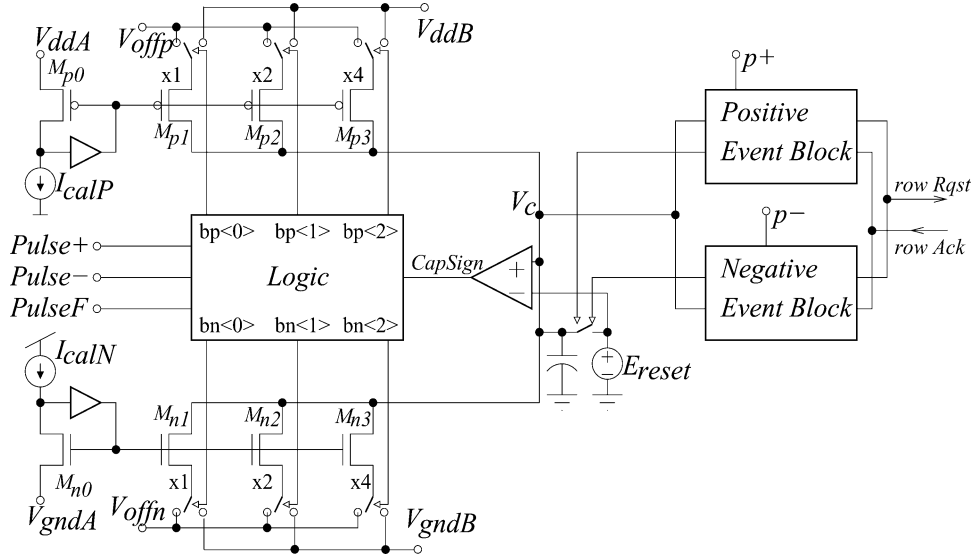 VddA
Voffp
VddB
Mp0
x1
x2
x4
Mp1
Mp2
Mp3
IcalP
p+
Positive
Event Block
row Rqst
row Ack
Vc
p−
Negative
Event Block
bp<0> bp<1> bp<2>
Pulse+
Pulse−
PulseF
Logic
CapSign
+
−
bn<0> bn<1> bn<2>
+
−
Ereset
IcalN
Mn1
Mn2
Mn3
Mn0
x1
x2
x4
VgndA
Voffn
VgndB